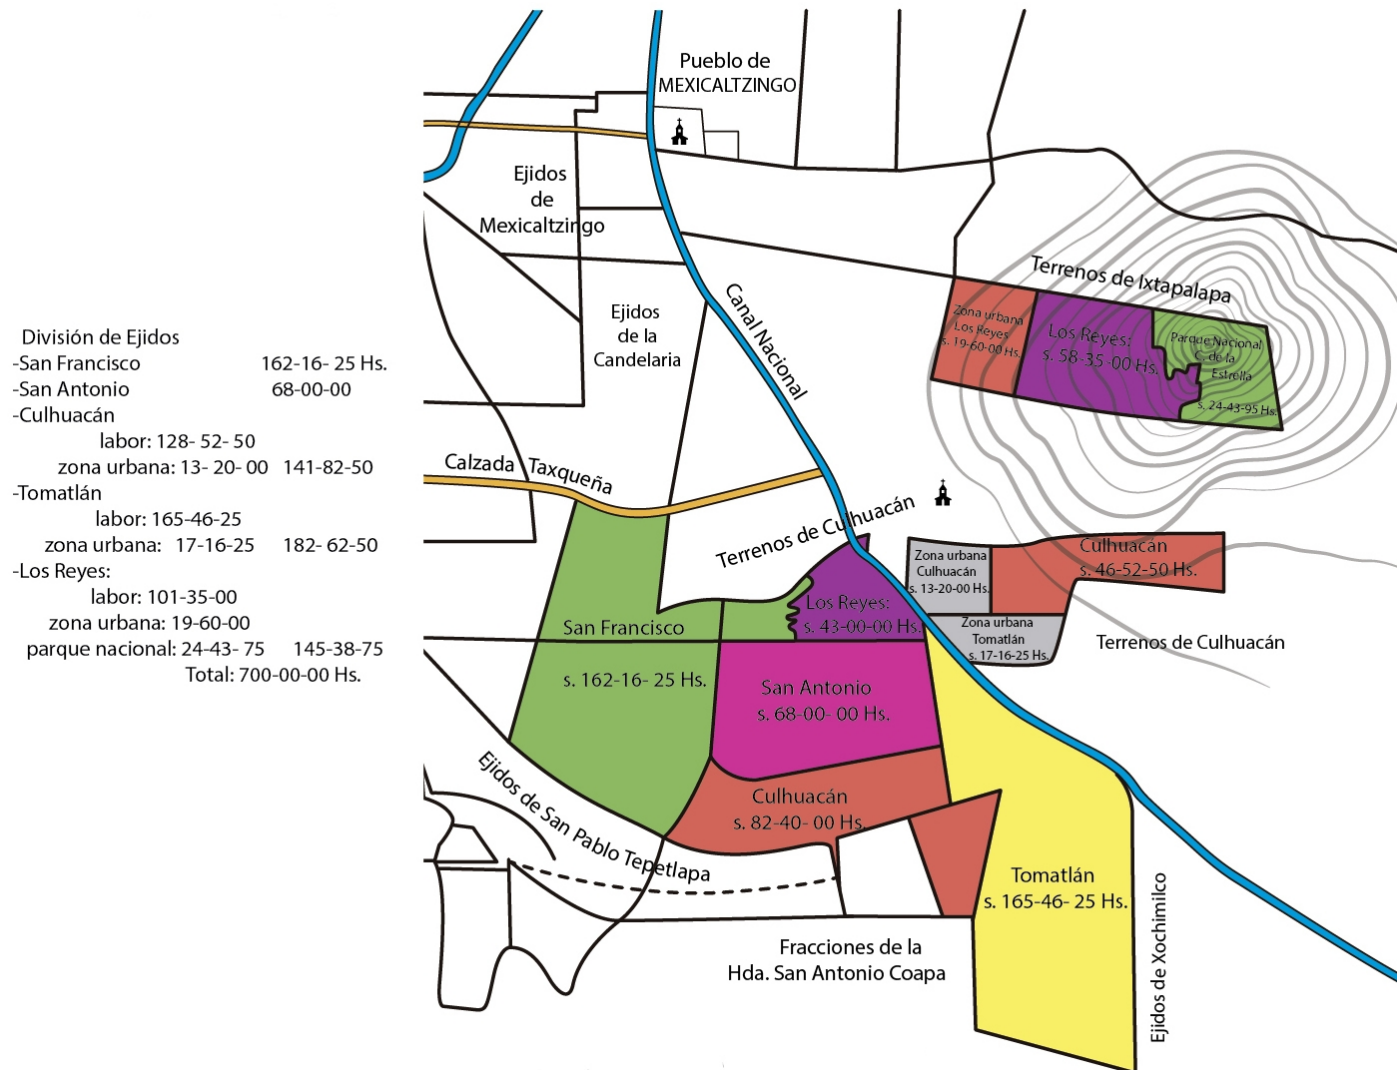 División de Ejidos
-San Francisco 162-16- 25 Hs.
-San Antonio 68-00-00
-Culhuacán
labor: 128- 52- 50
zona urbana: 13- 20- 00 141-82-50
-Tomatlán
labor: 165-46-25
zona urbana: 17-16-25 182- 62-50
-Los Reyes:
labor: 101-35-00
zona urbana: 19-60-00
parque nacional: 24-43- 75 145-38-75
Total: 700-00-00 Hs.
Pueblo de
MEXICALTZINGO
Ejidos
de
Mexicaltzingo
Ejidos
de la
Candelaria
Canal Nacional
Terrenos de Ixtapalapa
Zona urbana
Los Reyes
s. 19-60-00 Hs.
Los Reyes:
s. 58-35-00 Hs.
Parque Nacional
C. de la
Estrella
s. 24-43-95 Hs.
Calzada Taxqueña
Terrenos de Culhuacán
Zona urbana
Culhuacán
s. 13-20-00 Hs.
Culhuacán
s. 46-52-50 Hs.
Los Reyes:
s. 43-00-00 Hs.
Zona urbana
Tomatlán
s. 17-16-25 Hs.
Terrenos de Culhuacán
San Francisco
s. 162-16- 25 Hs.
San Antonio
s. 68-00- 00 Hs.
Ejidos de San Pablo Tepetlapa
Culhuacán
s. 82-40- 00 Hs.
Tomatlán
s. 165-46- 25 Hs.
Ejidos de Xochimilco
Fracciones de la
Hda. San Antonio Coapa